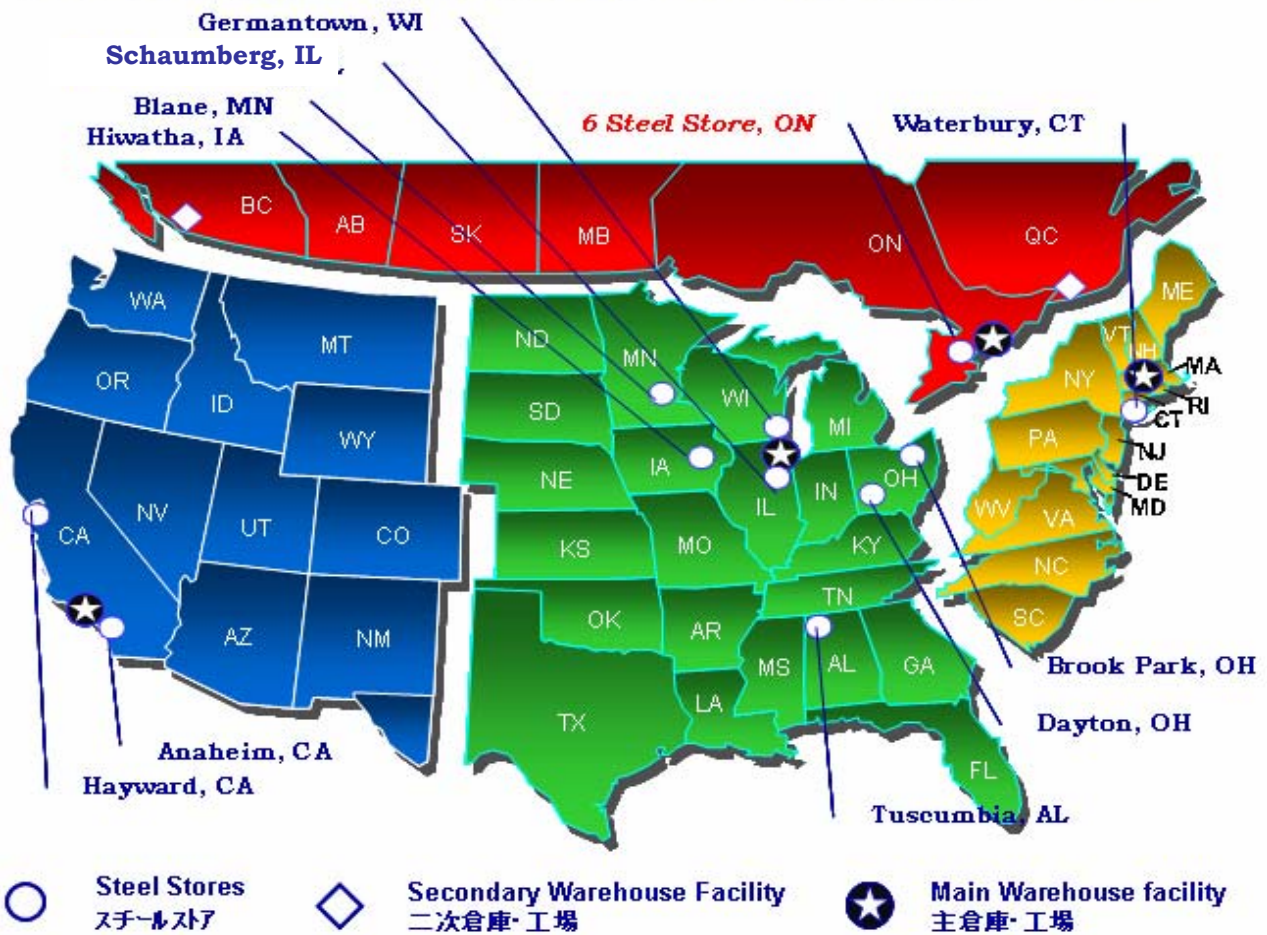 Germantown, WI
Schaumberg, IL
Blane, MN
Hiwatha, IA
6 Steel Store, ON
Waterbury, CT
BC
AB
SK
MB
ON
QC
WA
OR
ID
MT
WY
NV
CA
UT
CO
AZ
NM
ND
SD
NE
KS
OK
TX
MN
IA
MO
AR
LA
WI
IL
MI
IN
OH
KY
TN
MS
AL
GA
FL
ME
VT
NH
MA
RI
CT
NY
PA
NJ
DE
MD
WV
VA
NC
SC
Brook Park, OH
Dayton, OH
Anaheim, CA
Hayward, CA
Tuscumbia, AL
Steel Stores
スチールストア
Secondary Warehouse Facility
二次倉庫・工場
Main Warehouse facility
主倉庫・工場